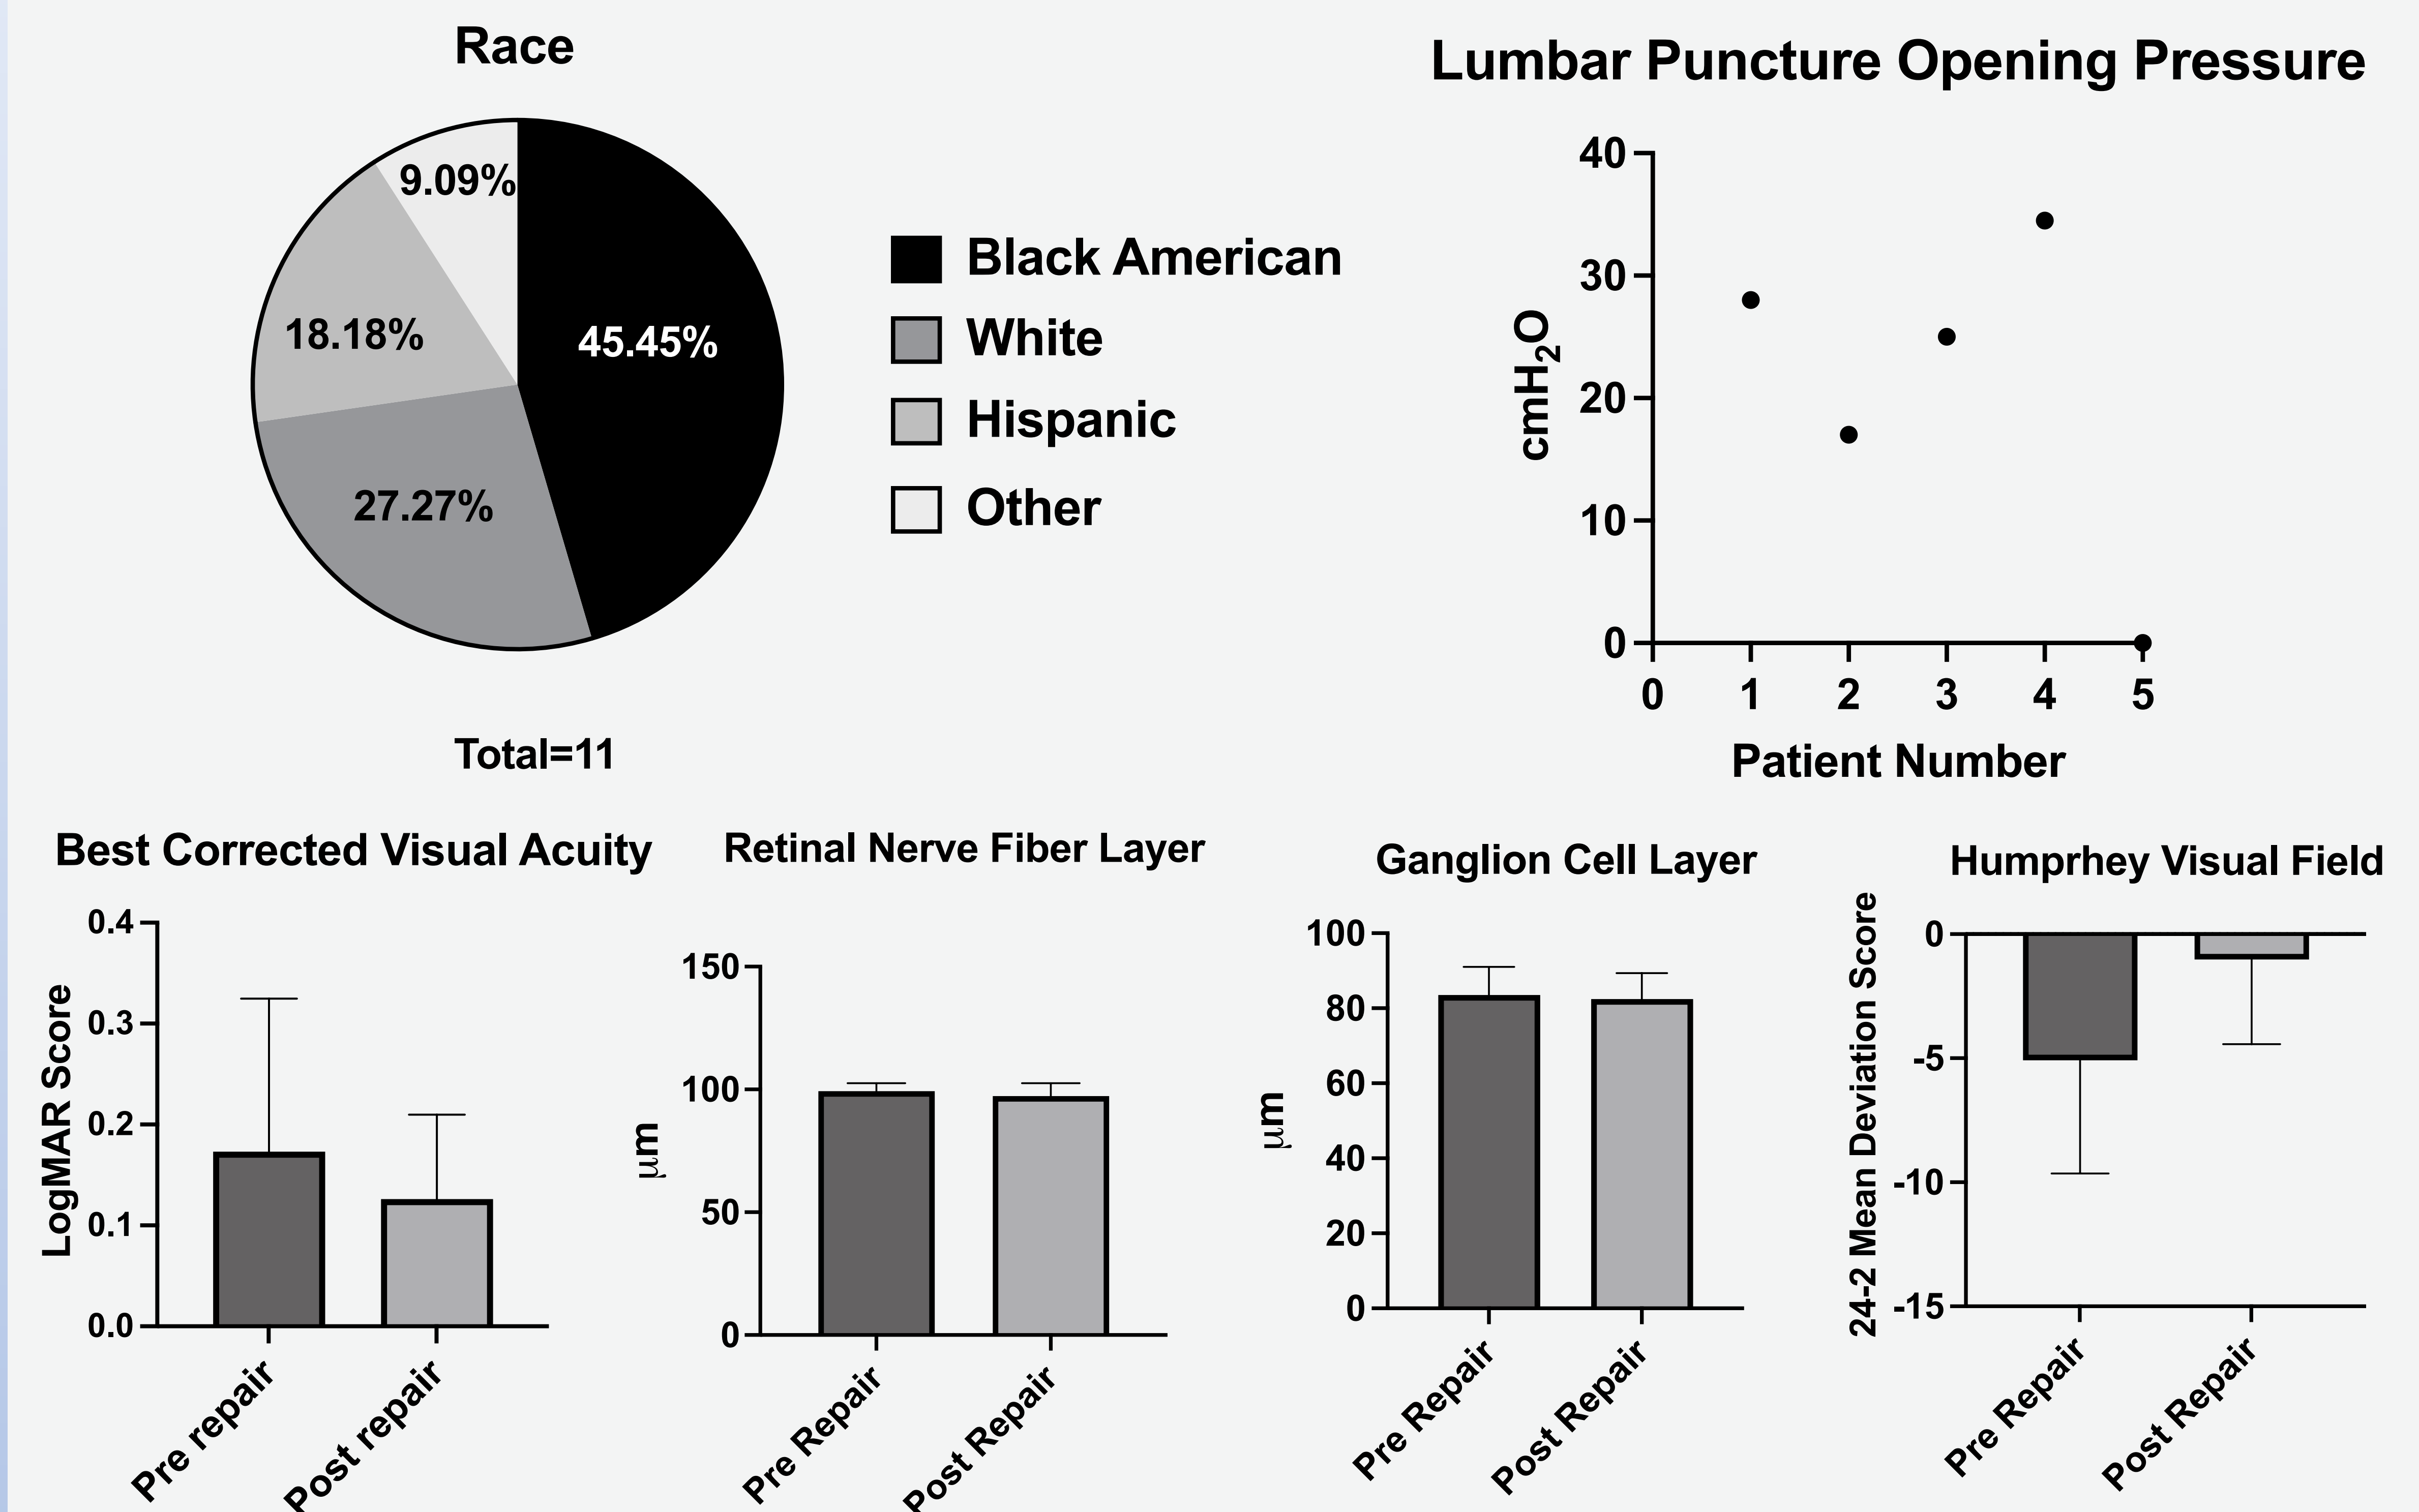 Race
9.09%
18.18%
45.45%
27.27%
Black American
White
Hispanic
Other
Total=11
Lumbar Puncture Opening Pressure
cmH₂O
40
30
20
10
0
0 1 2 3 4 5
Patient Number
Best Corrected Visual Acuity
LogMAR Score
0.4
0.3
0.2
0.1
0.0
Pre repair
Post repair
Retinal Nerve Fiber Layer
μm
150
100
50
0
Pre Repair
Post Repair
Ganglion Cell Layer
μm
100
80
60
40
20
0
Pre Repair
Post Repair
Humprhey Visual Field
24-2 Mean Deviation Score
0
-5
-10
-15
Pre Repair
Post Repair